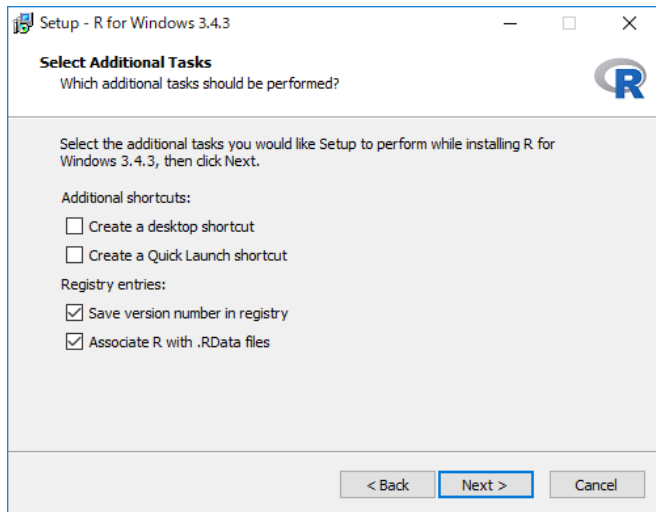 Setup - R for Windows 3.4.3
Select Additional Tasks
Which additional tasks should be performed?
R
Select the additional tasks you would like Setup to perform while installing R for
Windows 3.4.3, then click Next.
Additional shortcuts:
Create a desktop shortcut
Create a Quick Launch shortcut
Registry entries:
Save version number in registry
Associate R with .RData files
< Back
Next >
Cancel